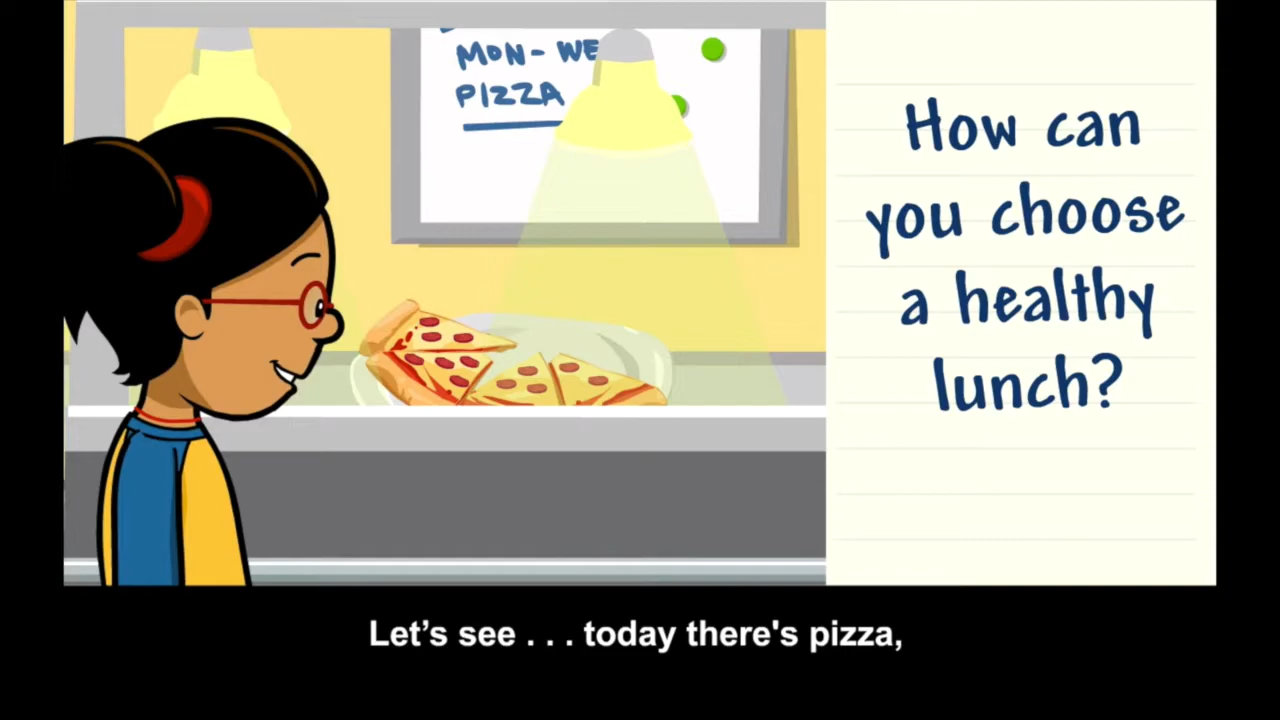 MON - WE
PIZZA
How can
you choose
a healthy
lunch?
Let’s see . . . today there's pizza,